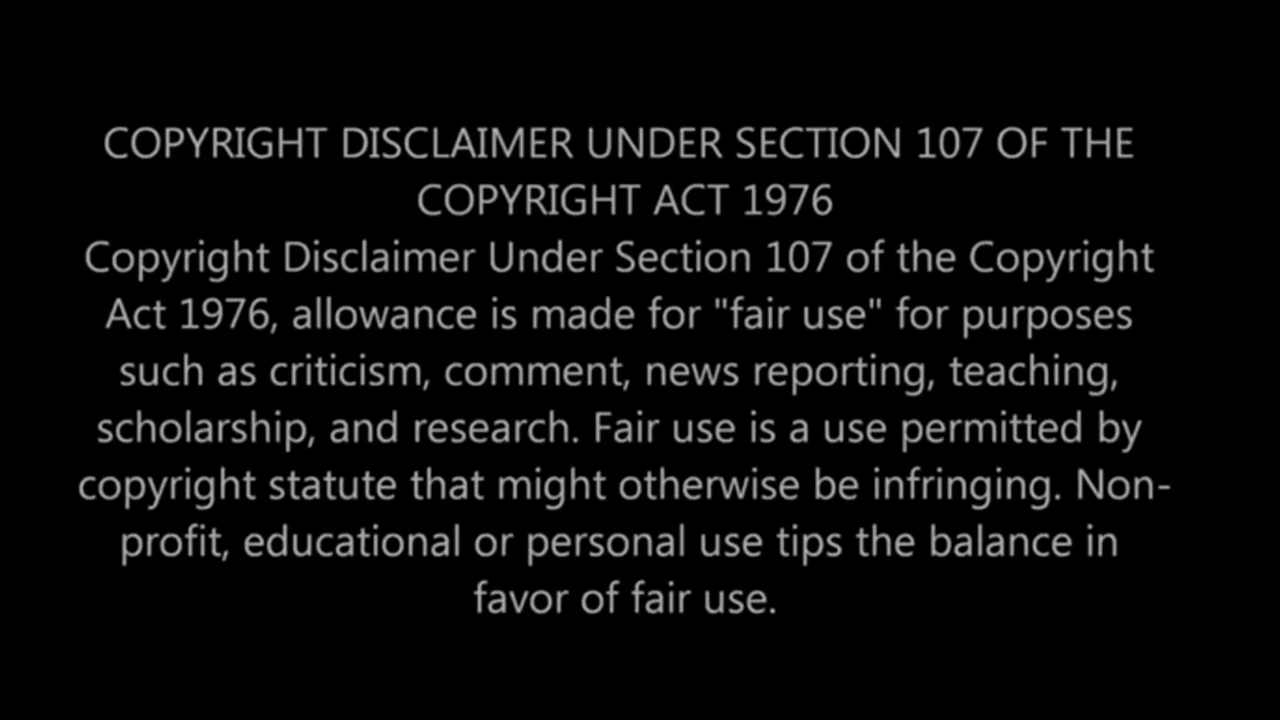 COPYRIGHT DISCLAIMER UNDER SECTION 107 OF THE
COPYRIGHT ACT 1976
Copyright Disclaimer Under Section 107 of the Copyright
Act 1976, allowance is made for "fair use" for purposes
such as criticism, comment, news reporting, teaching,
scholarship, and research. Fair use is a use permitted by
copyright statute that might otherwise be infringing. Non-
profit, educational or personal use tips the balance in
favor of fair use.